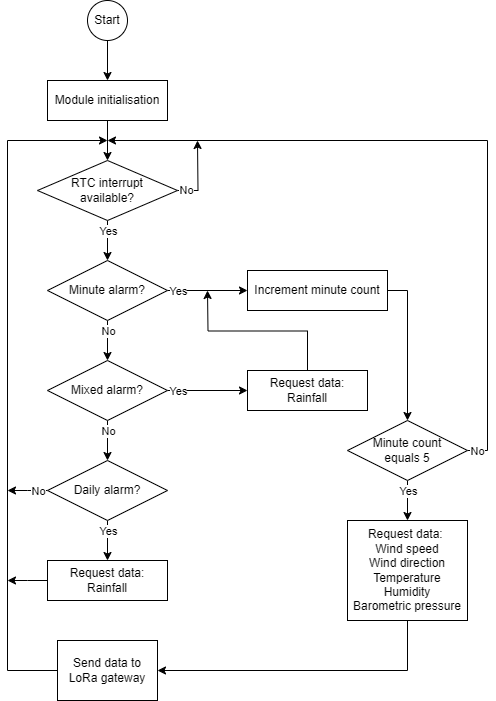 Start
Module initialisation
RTC interrupt
available?
No
Yes
Minute alarm?
Yes
Increment minute count
No
Mixed alarm?
Yes
Request data:
Rainfall
No
Minute count
equals 5
No
Daily alarm?
No
Yes
Yes
Request data:
Wind speed
Wind direction
Temperature
Humidity
Barometric pressure
Request data:
Rainfall
Send data to
LoRa gateway